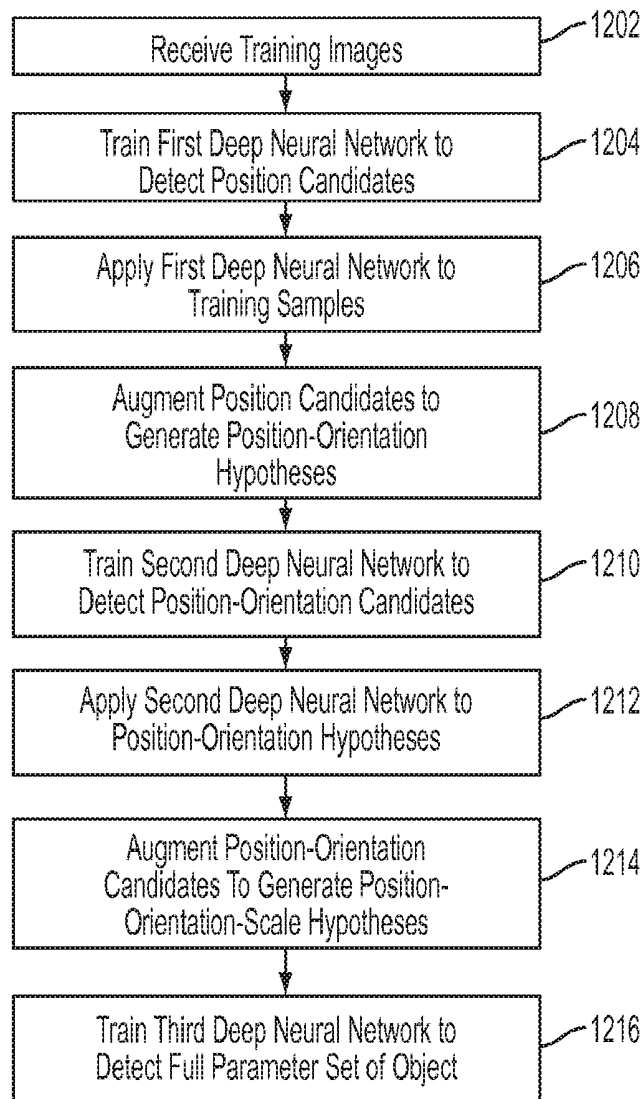 Receive Training Images
1202
Train First Deep Neural Network to
Detect Position Candidates
1204
Apply First Deep Neural Network to
Training Samples
1206
Augment Position Candidates to
Generate Position-Orientation
Hypotheses
1208
Train Second Deep Neural Network to
Detect Position-Orientation Candidates
1210
Apply Second Deep Neural Network to
Position-Orientation Hypotheses
1212
Augment Position-Orientation
Candidates To Generate Position-
Orientation-Scale Hypotheses
1214
Train Third Deep Neural Network to
Detect Full Parameter Set of Object
1216